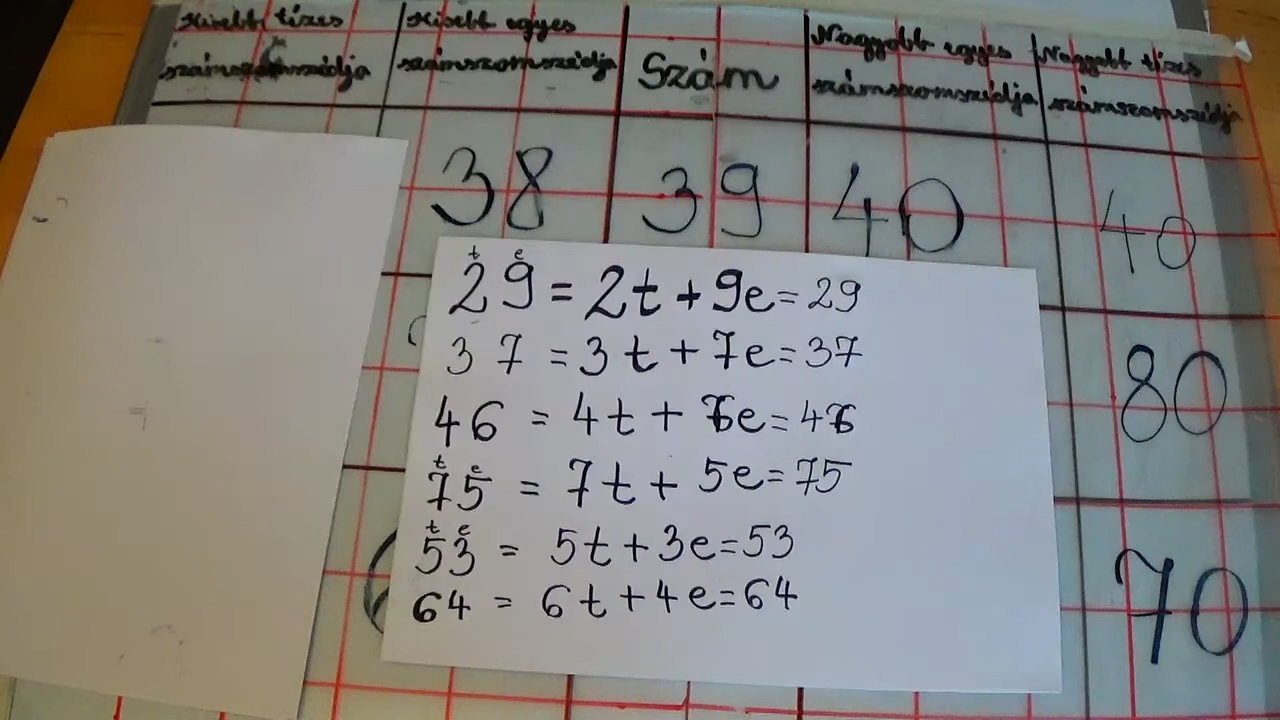 Kisebb tízes Kisebb egyes Szám Nagyobb egyes Nagyobb tízes
számszomszédja számszomszédja számszomszédja számszomszédja
38 39 40 40
t e
29 = 2t + 9e = 29
37 = 3t + 7e = 37
80
46 = 4t + 6e = 46
t e
75 = 7t + 5e = 75
t e
53 = 5t + 3e = 53
64 = 6t + 4e = 64
70